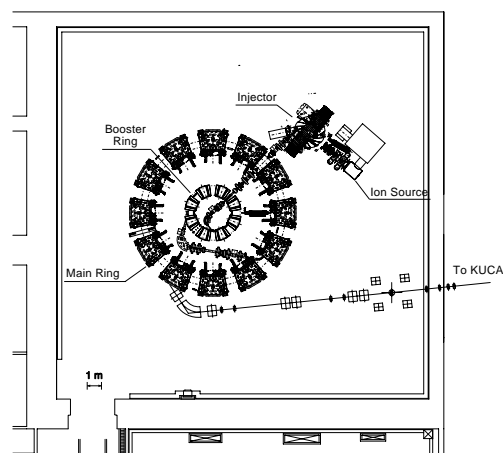 Injector
Booster
Ring
Ion Source
Main Ring
To KUCA
1 m